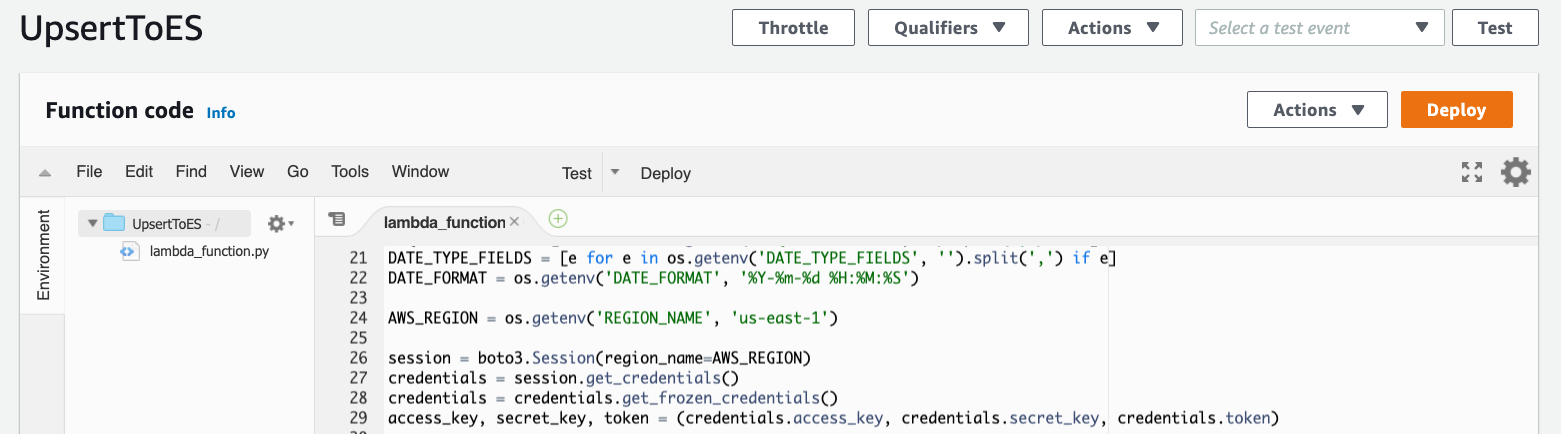 UpsertToES
Throttle
Qualifiers
Actions
Select a test event
Test
Function code Info
Actions
Deploy
File Edit Find View Go Tools Window Test Deploy
Environment
UpsertToES - /
lambda_function.py
lambda_function
21 DATE_TYPE_FIELDS = [e for e in os.getenv('DATE_TYPE_FIELDS', '').split(',') if e]
22 DATE_FORMAT = os.getenv('DATE_FORMAT', '%Y-%m-%d %H:%M:%S')
23
24 AWS_REGION = os.getenv('REGION_NAME', 'us-east-1')
25
26 session = boto3.Session(region_name=AWS_REGION)
27 credentials = session.get_credentials()
28 credentials = credentials.get_frozen_credentials()
29 access_key, secret_key, token = (credentials.access_key, credentials.secret_key, credentials.token)